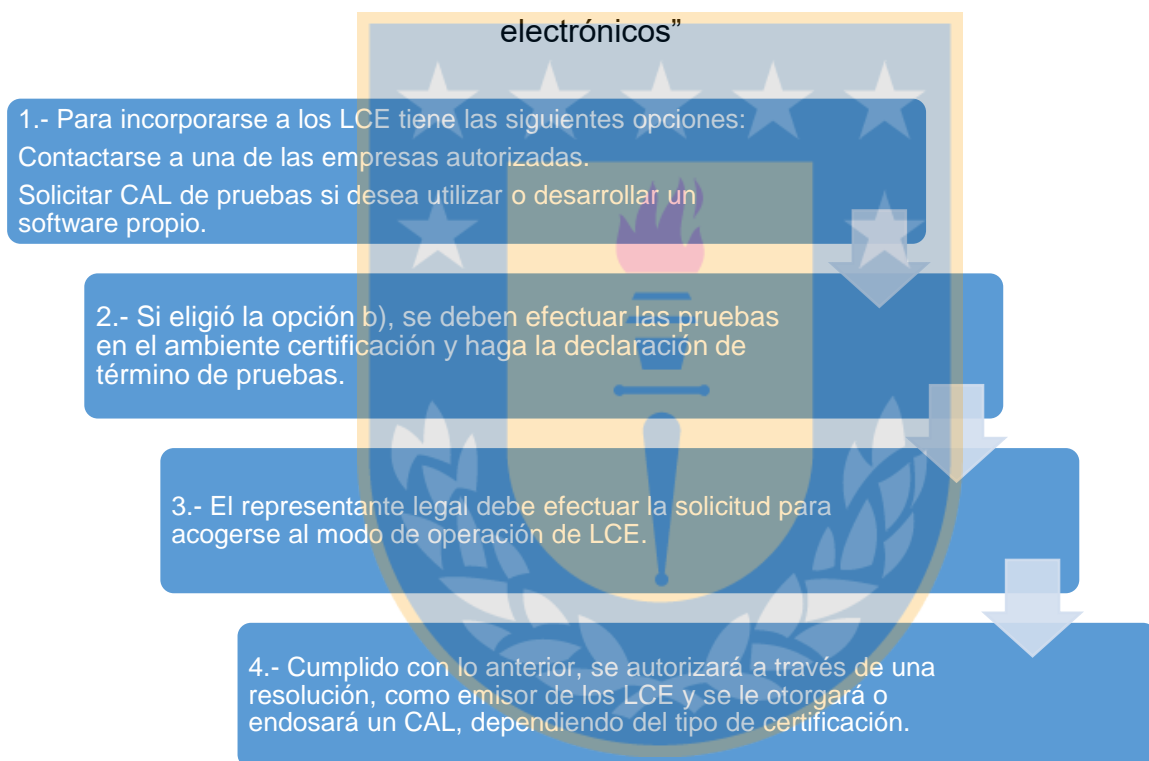 electrónicos”
1.- Para incorporarse a los LCE tiene las siguientes opciones:
Contactarse a una de las empresas autorizadas.
Solicitar CAL de pruebas si desea utilizar o desarrollar un
software propio.
2.- Si eligió la opción b), se deben efectuar las pruebas
en el ambiente certificación y haga la declaración de
término de pruebas.
3.- El representante legal debe efectuar la solicitud para
acogerse al modo de operación de LCE.
4.- Cumplido con lo anterior, se autorizará a través de una
resolución, como emisor de los LCE y se le otorgará o
endosará un CAL, dependiendo del tipo de certificación.